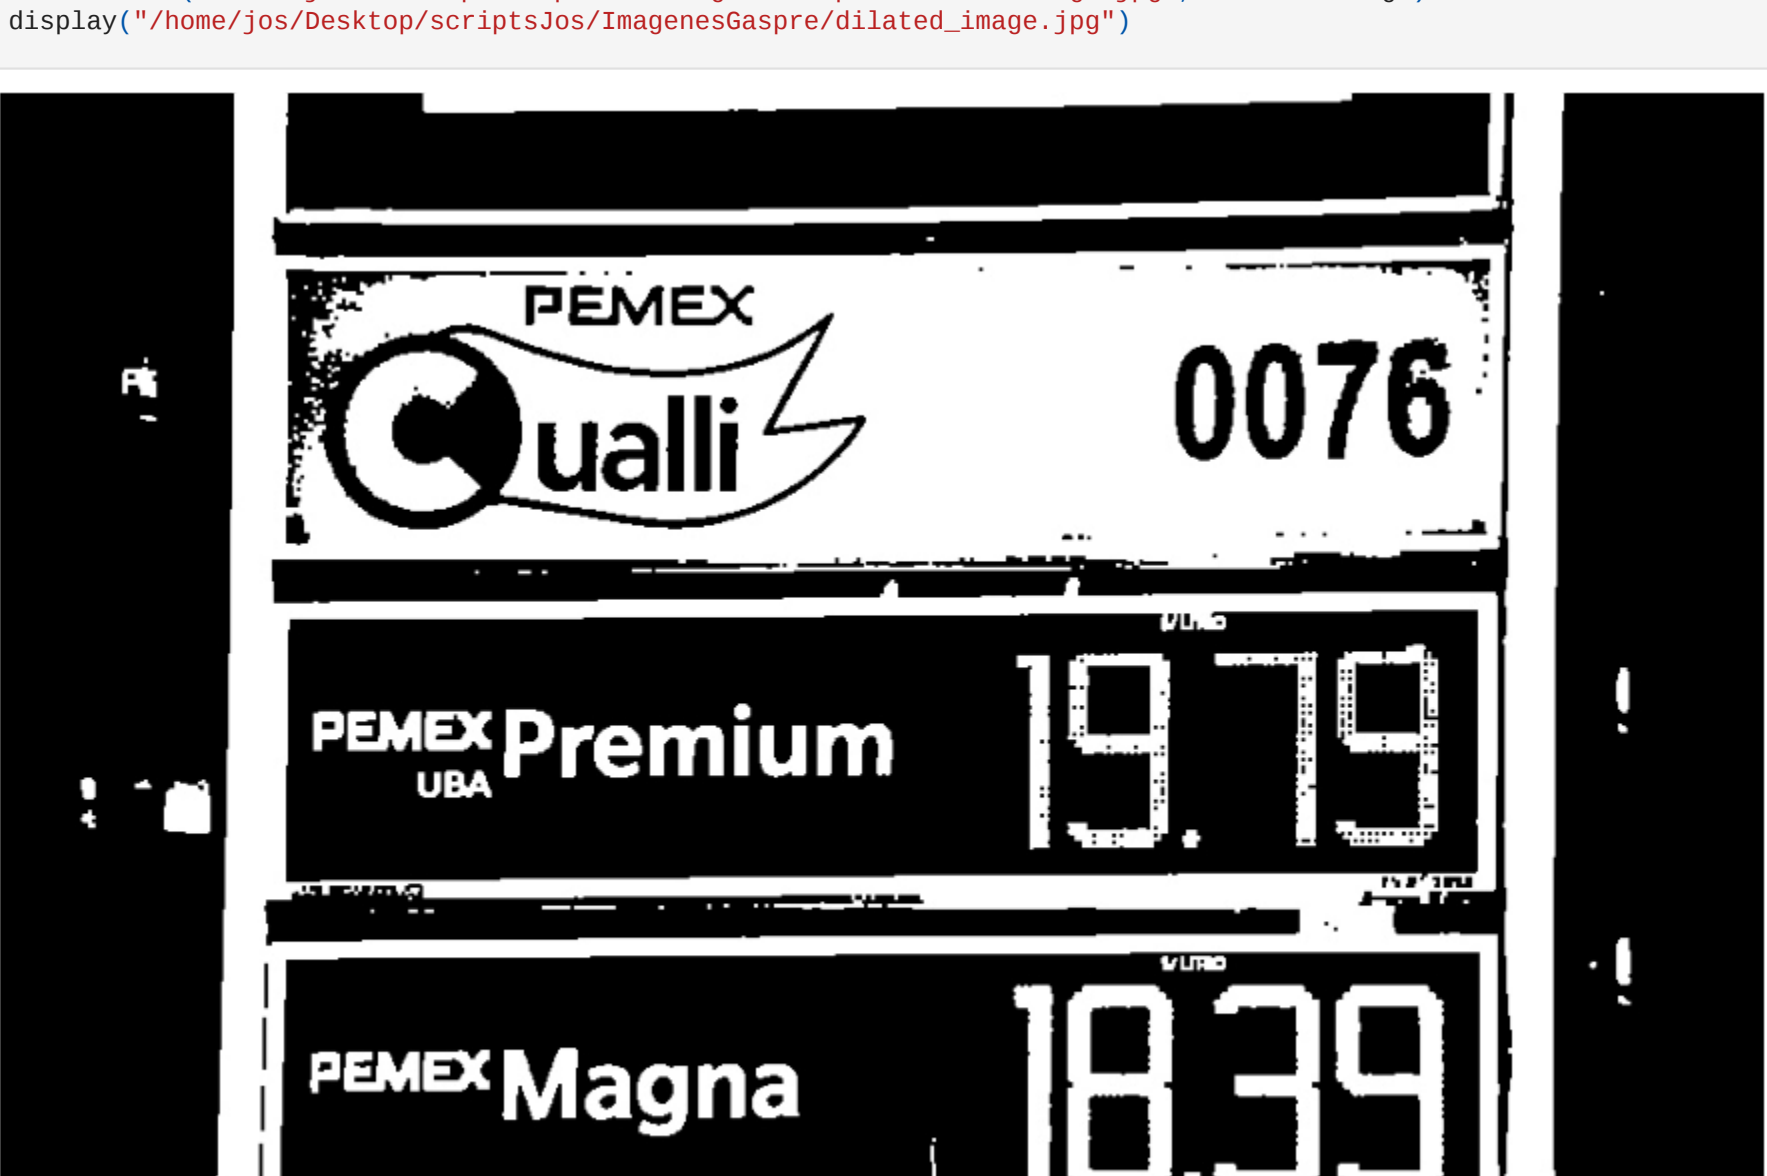 display("/home/jos/Desktop/scriptsJos/ImagenesGaspre/dilated_image.jpg")
PEMEX
Qualli
0076
PEMEX Premium 19.79
UBA
PEMEX Magna 18.39